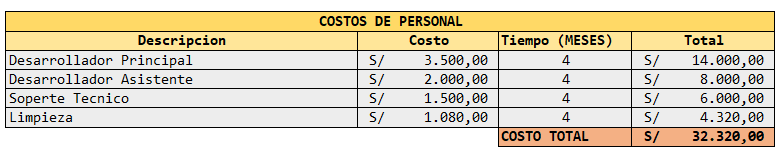 COSTOS DE PERSONAL
Descripcion Costo Tiempo (MESES) Total
Desarrollador Principal S/ 3.500,00 4 S/ 14.000,00
Desarrollador Asistente S/ 2.000,00 4 S/ 8.000,00
Soperte Tecnico S/ 1.500,00 4 S/ 6.000,00
Limpieza S/ 1.080,00 4 S/ 4.320,00
COSTO TOTAL S/ 32.320,00